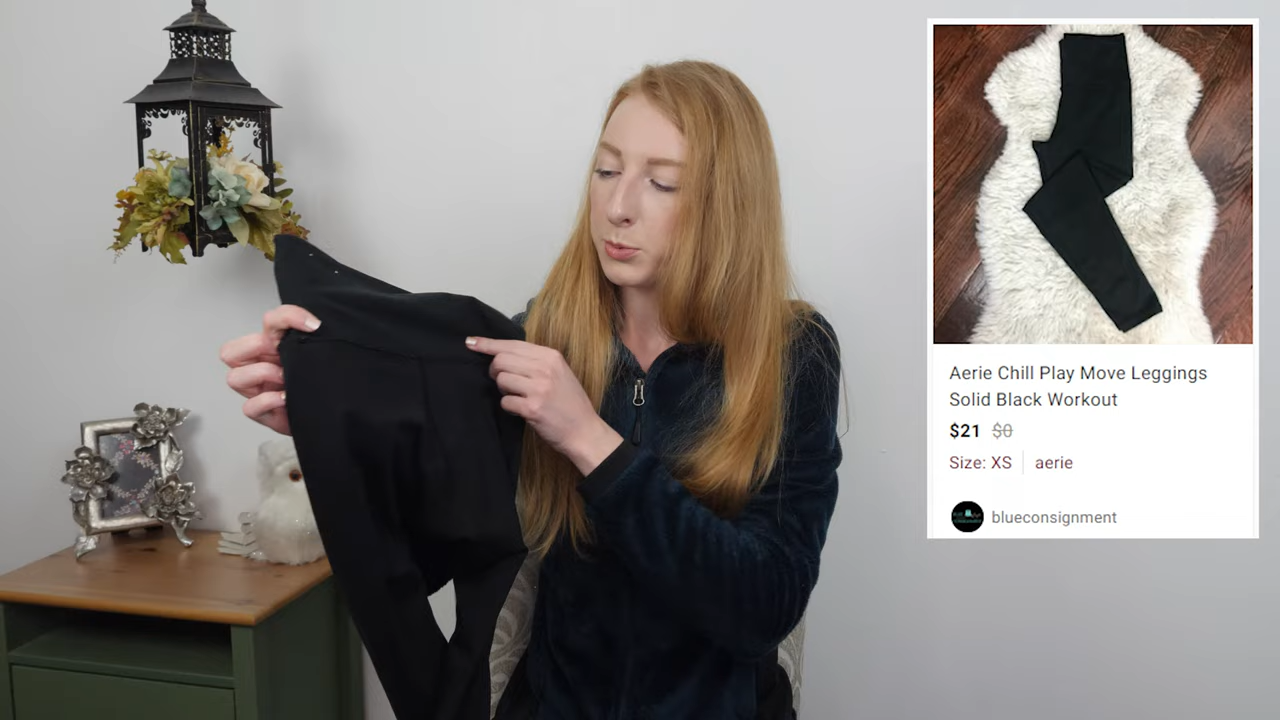 Aerie Chill Play Move Leggings
Solid Black Workout
$21 $0
Size: XS aerie
blueconsignment